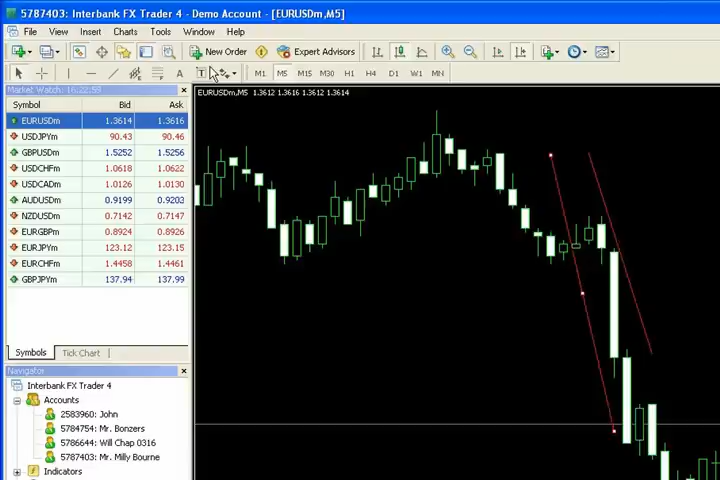 5787403: Interbank FX Trader 4 - Demo Account - [EURUSDm,M5]
File View Insert Charts Tools Window Help
New Order Expert Advisors
A T M1 M5 M15 M30 H1 H4 D1 W1 MN
Market Watch: 16:22:59
EURUSDm,M5 1.3612 1.3616 1.3612 1.3614
Symbol Bid Ask
EURUSDm 1.3614 1.3616
USDJPYm 90.43 90.46
GBPUSDm 1.5252 1.5256
USDCHFm 1.0618 1.0622
USDCADm 1.0126 1.0130
AUDUSDm 0.9199 0.9203
NZDUSDm 0.7142 0.7147
EURGBPm 0.8924 0.8926
EURJPYm 123.12 123.15
EURCHFm 1.4458 1.4461
GBPJPYm 137.94 137.99
Symbols Tick Chart
Navigator
Interbank FX Trader 4
Accounts
2583960: John
5784754: Mr. Bonzers
5786644: Will Chap 0316
5787403: Mr. Milly Bourne
Indicators